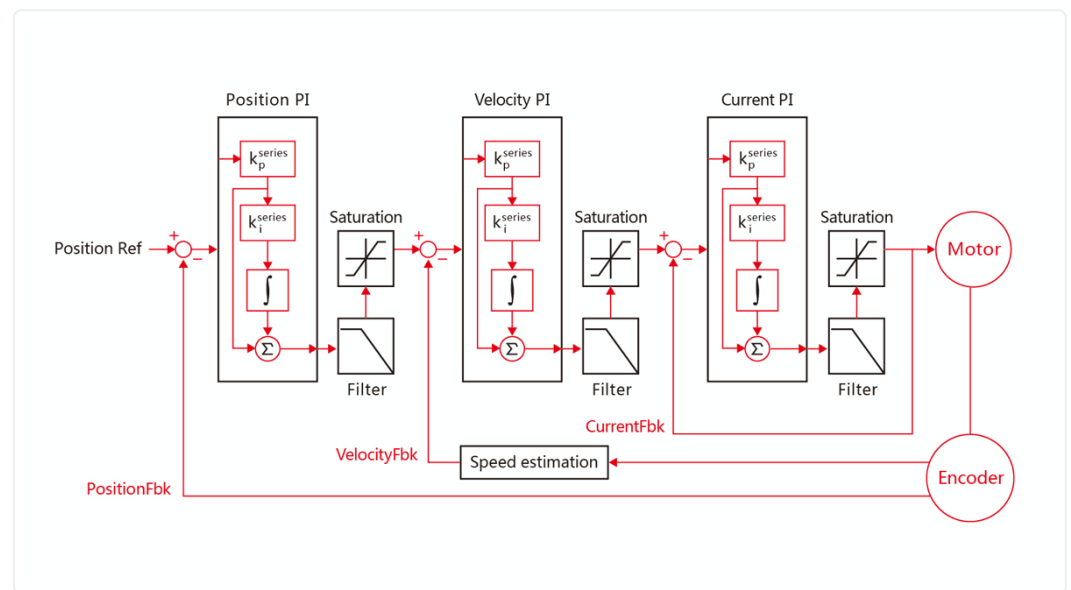 Position PI
Velocity PI
Current PI
k_p^series
k_p^series
k_p^series
k_i^series
k_i^series
k_i^series
Saturation
Saturation
Saturation
+
+
+
Position Ref
−
−
−
Motor
∫
∫
∫
Σ
Σ
Σ
Filter
Filter
Filter
CurrentFbk
VelocityFbk
Speed estimation
Encoder
PositionFbk